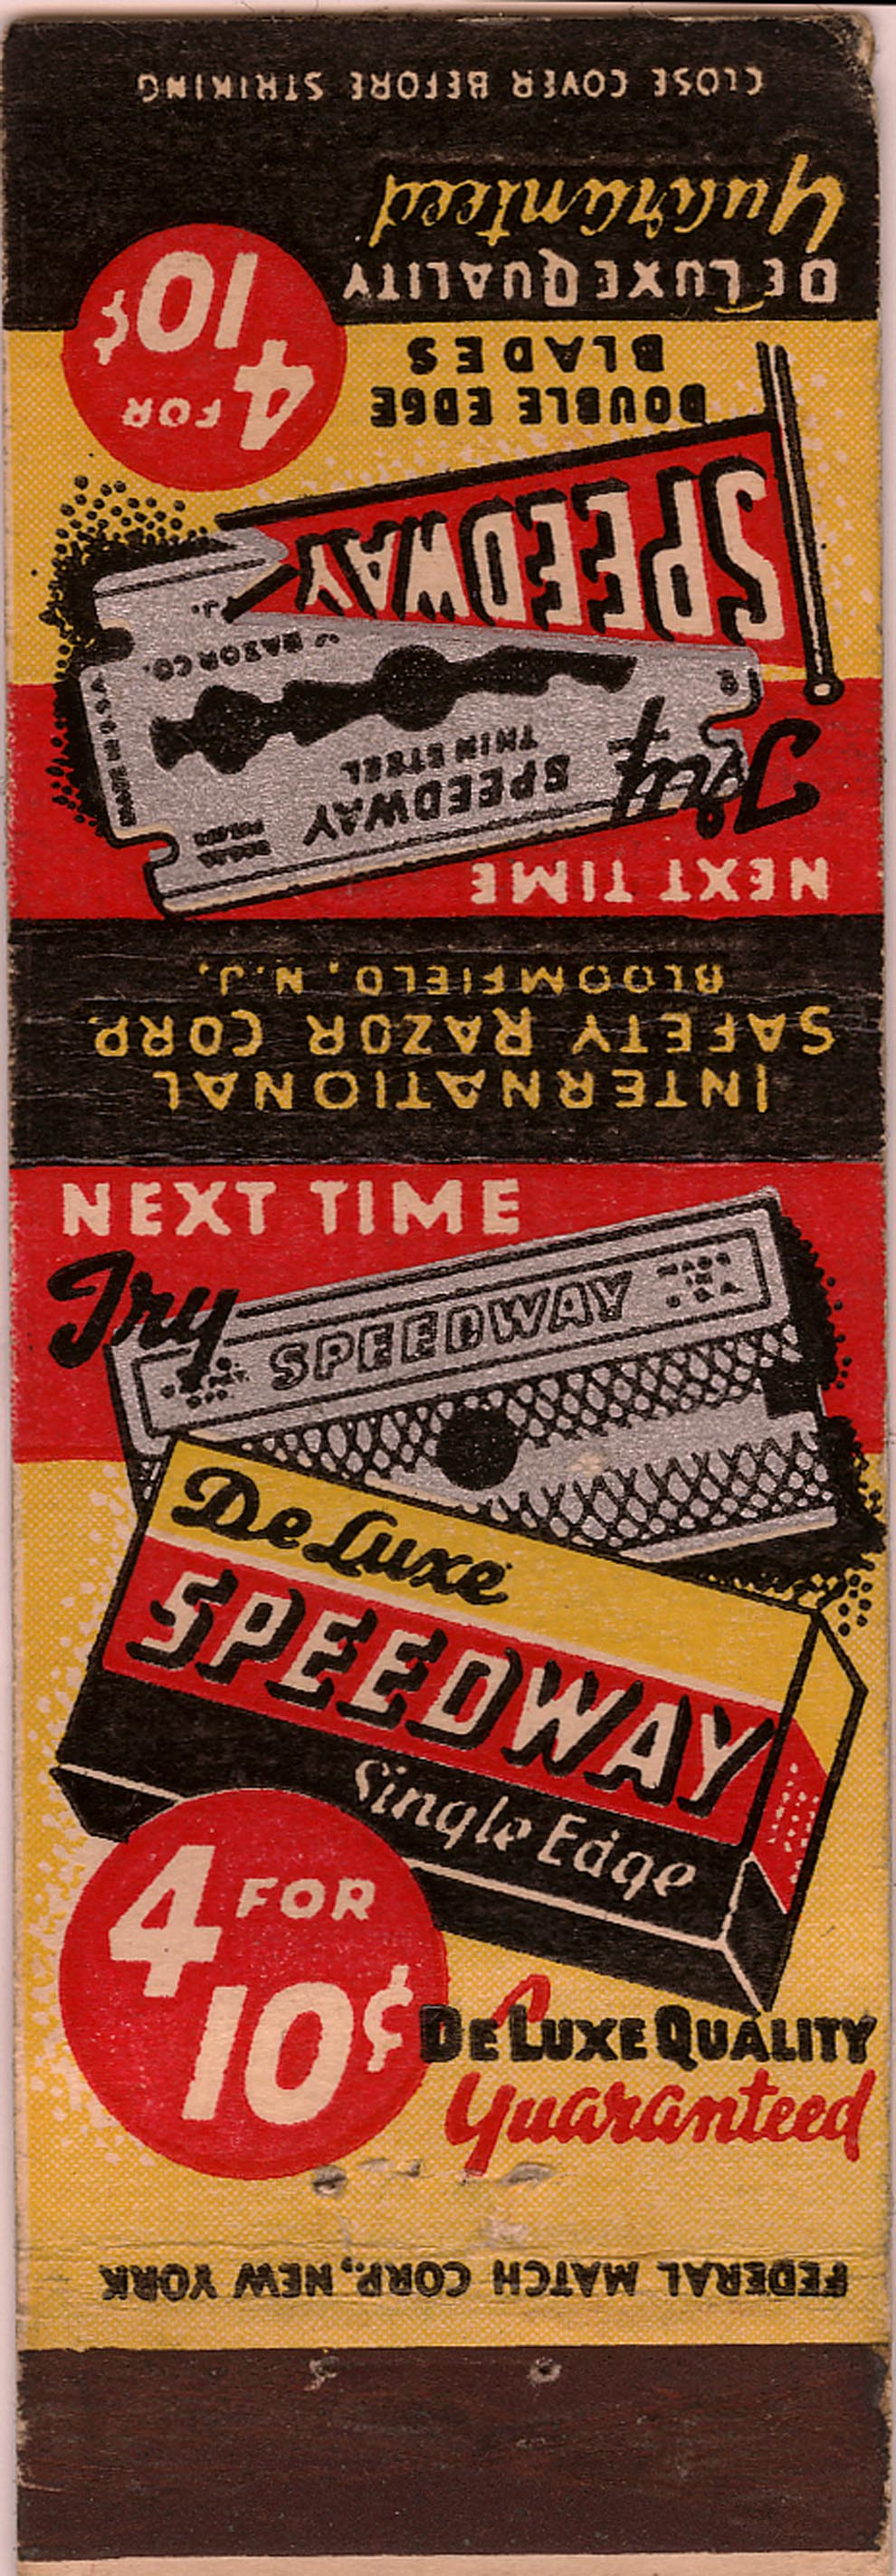 CLOSE COVER BEFORE STRIKING
Guaranteed
DE LUXE QUALITY
4 FOR
10¢
DOUBLE EDGE
BLADES
SPEEDWAY
RAZOR CO.
MADE IN U.S.A.
SPEEDWAY
THIN STEEL
NEXT TIME
Try
INTERNATIONAL
SAFETY RAZOR CORP.
BLOOMFIELD, N.J.
NEXT TIME
Try
SPEEDWAY
MADE
IN
U.S.A.
De Luxe
SPEEDWAY
Single Edge
4 FOR
10¢
DE LUXE QUALITY
Guaranteed
FEDERAL MATCH CORP., NEW YORK